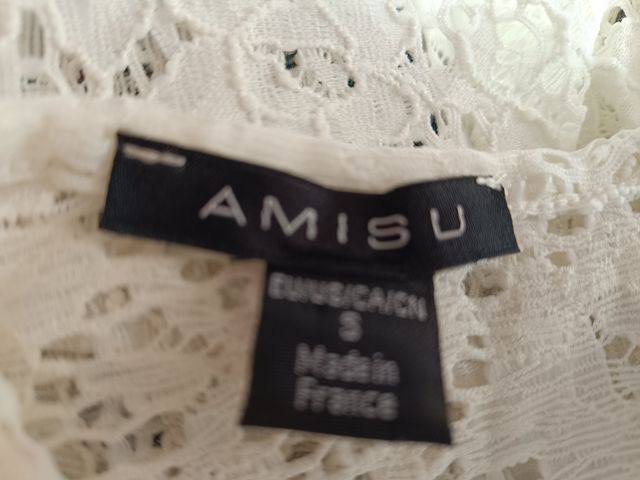 AMISU
EU/US/CA/CN
S
Made in
France